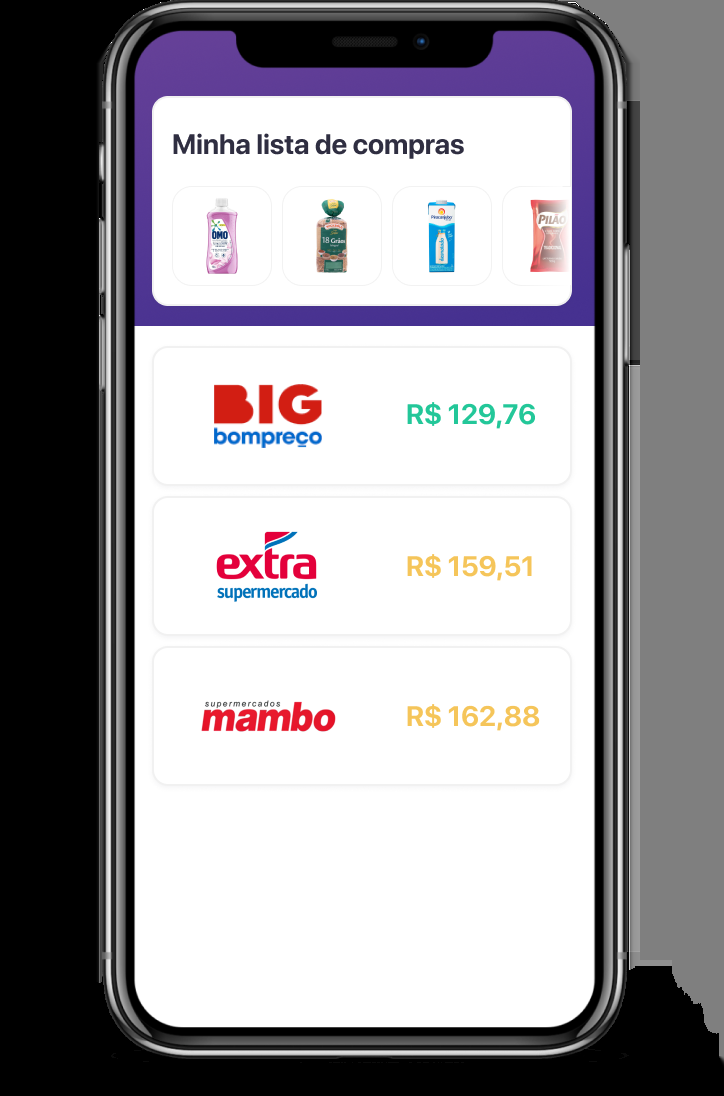 Minha lista de compras
OMO
18 Grãos
Piracanjuba
PILÃO
BIG
bompreço
R$ 129,76
extra
supermercado
R$ 159,51
supermercados
mambo
R$ 162,88